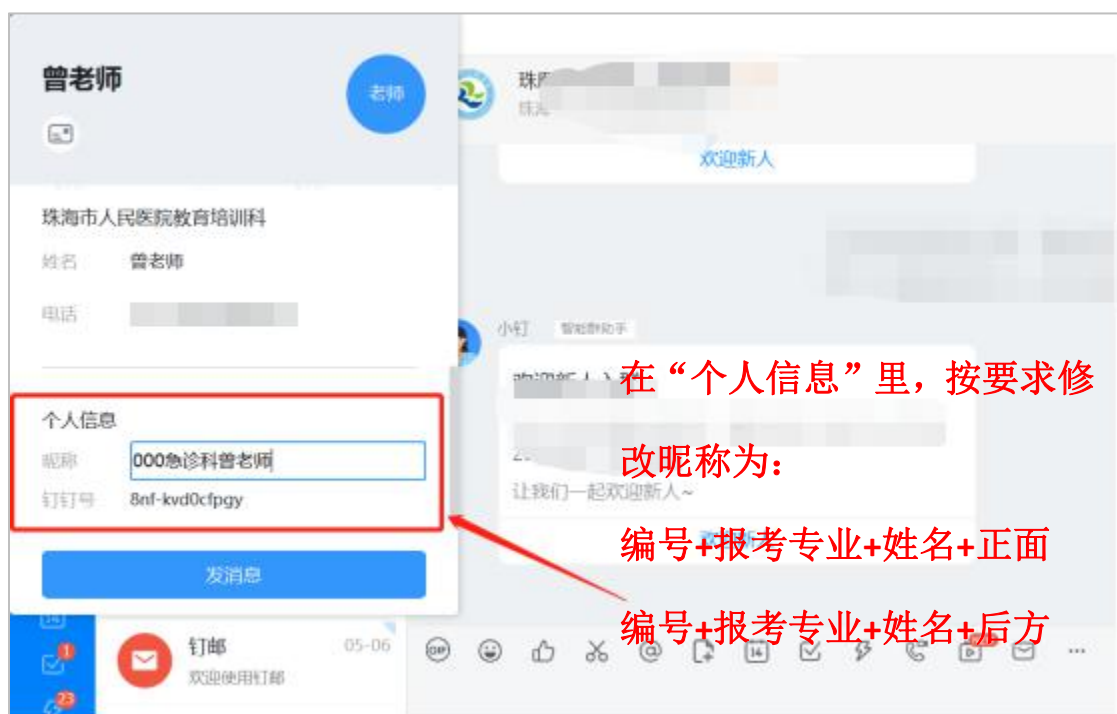 曾老师
老师
珠海市人民医院教育培训科
姓名 曾老师
电话
个人信息
昵称 000急诊科曾老师
钉钉号 8nf-kvd0cfpgy
发消息
钉邮 05-06
欢迎使用钉邮
欢迎新人
小钉 智能群助手
让我们一起欢迎新人~
在“个人信息”里，按要求修
改昵称为：
编号+报考专业+姓名+正面
编号+报考专业+姓名+后方
GIF
14
23